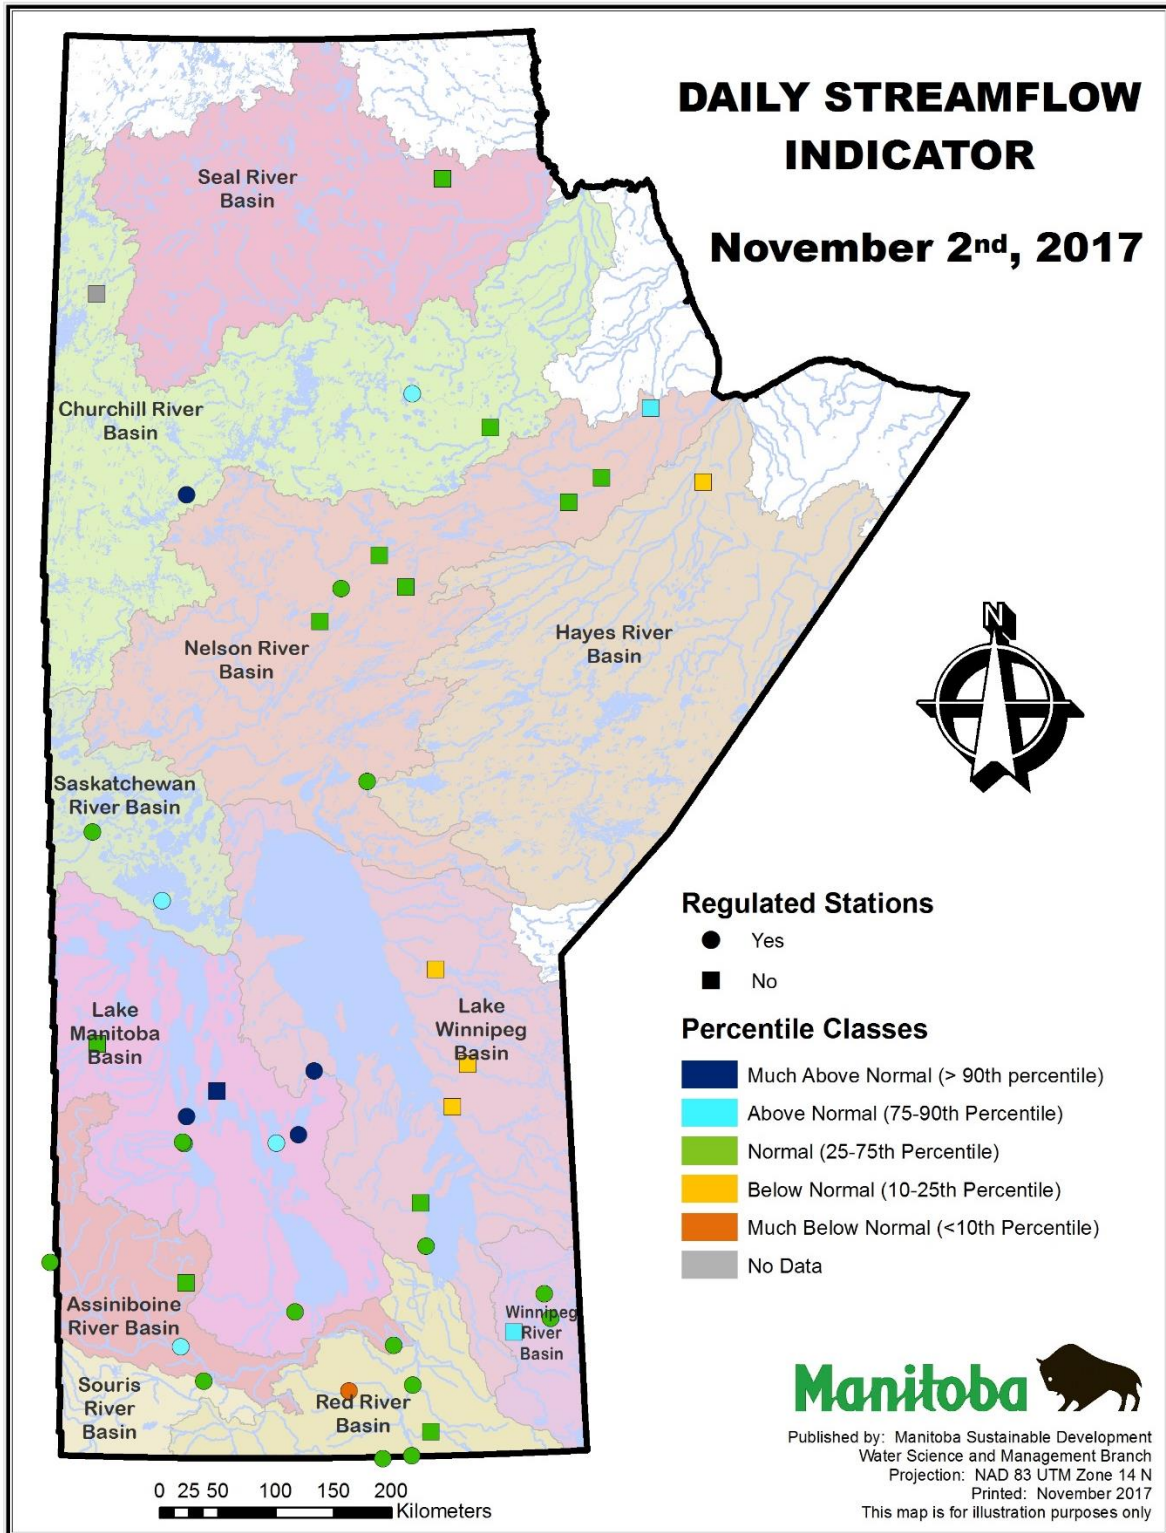 DAILY STREAMFLOW
INDICATOR
November 2nd, 2017
Seal River
Basin
Churchill River
Basin
Nelson River
Basin
Hayes River
Basin
N
Saskatchewan
River Basin
Lake
Manitoba
Basin
Lake
Winnipeg
Basin
Assiniboine
River Basin
Winnipeg
River
Basin
Souris
River
Basin
Red River
Basin
Regulated Stations
Yes
No
Percentile Classes
Much Above Normal (> 90th percentile)
Above Normal (75-90th Percentile)
Normal (25-75th Percentile)
Below Normal (10-25th Percentile)
Much Below Normal (<10th Percentile)
No Data
Manitoba
Published by: Manitoba Sustainable Development
Water Science and Management Branch
Projection: NAD 83 UTM Zone 14 N
Printed: November 2017
This map is for illustration purposes only
0 25 50 100 150 200
Kilometers